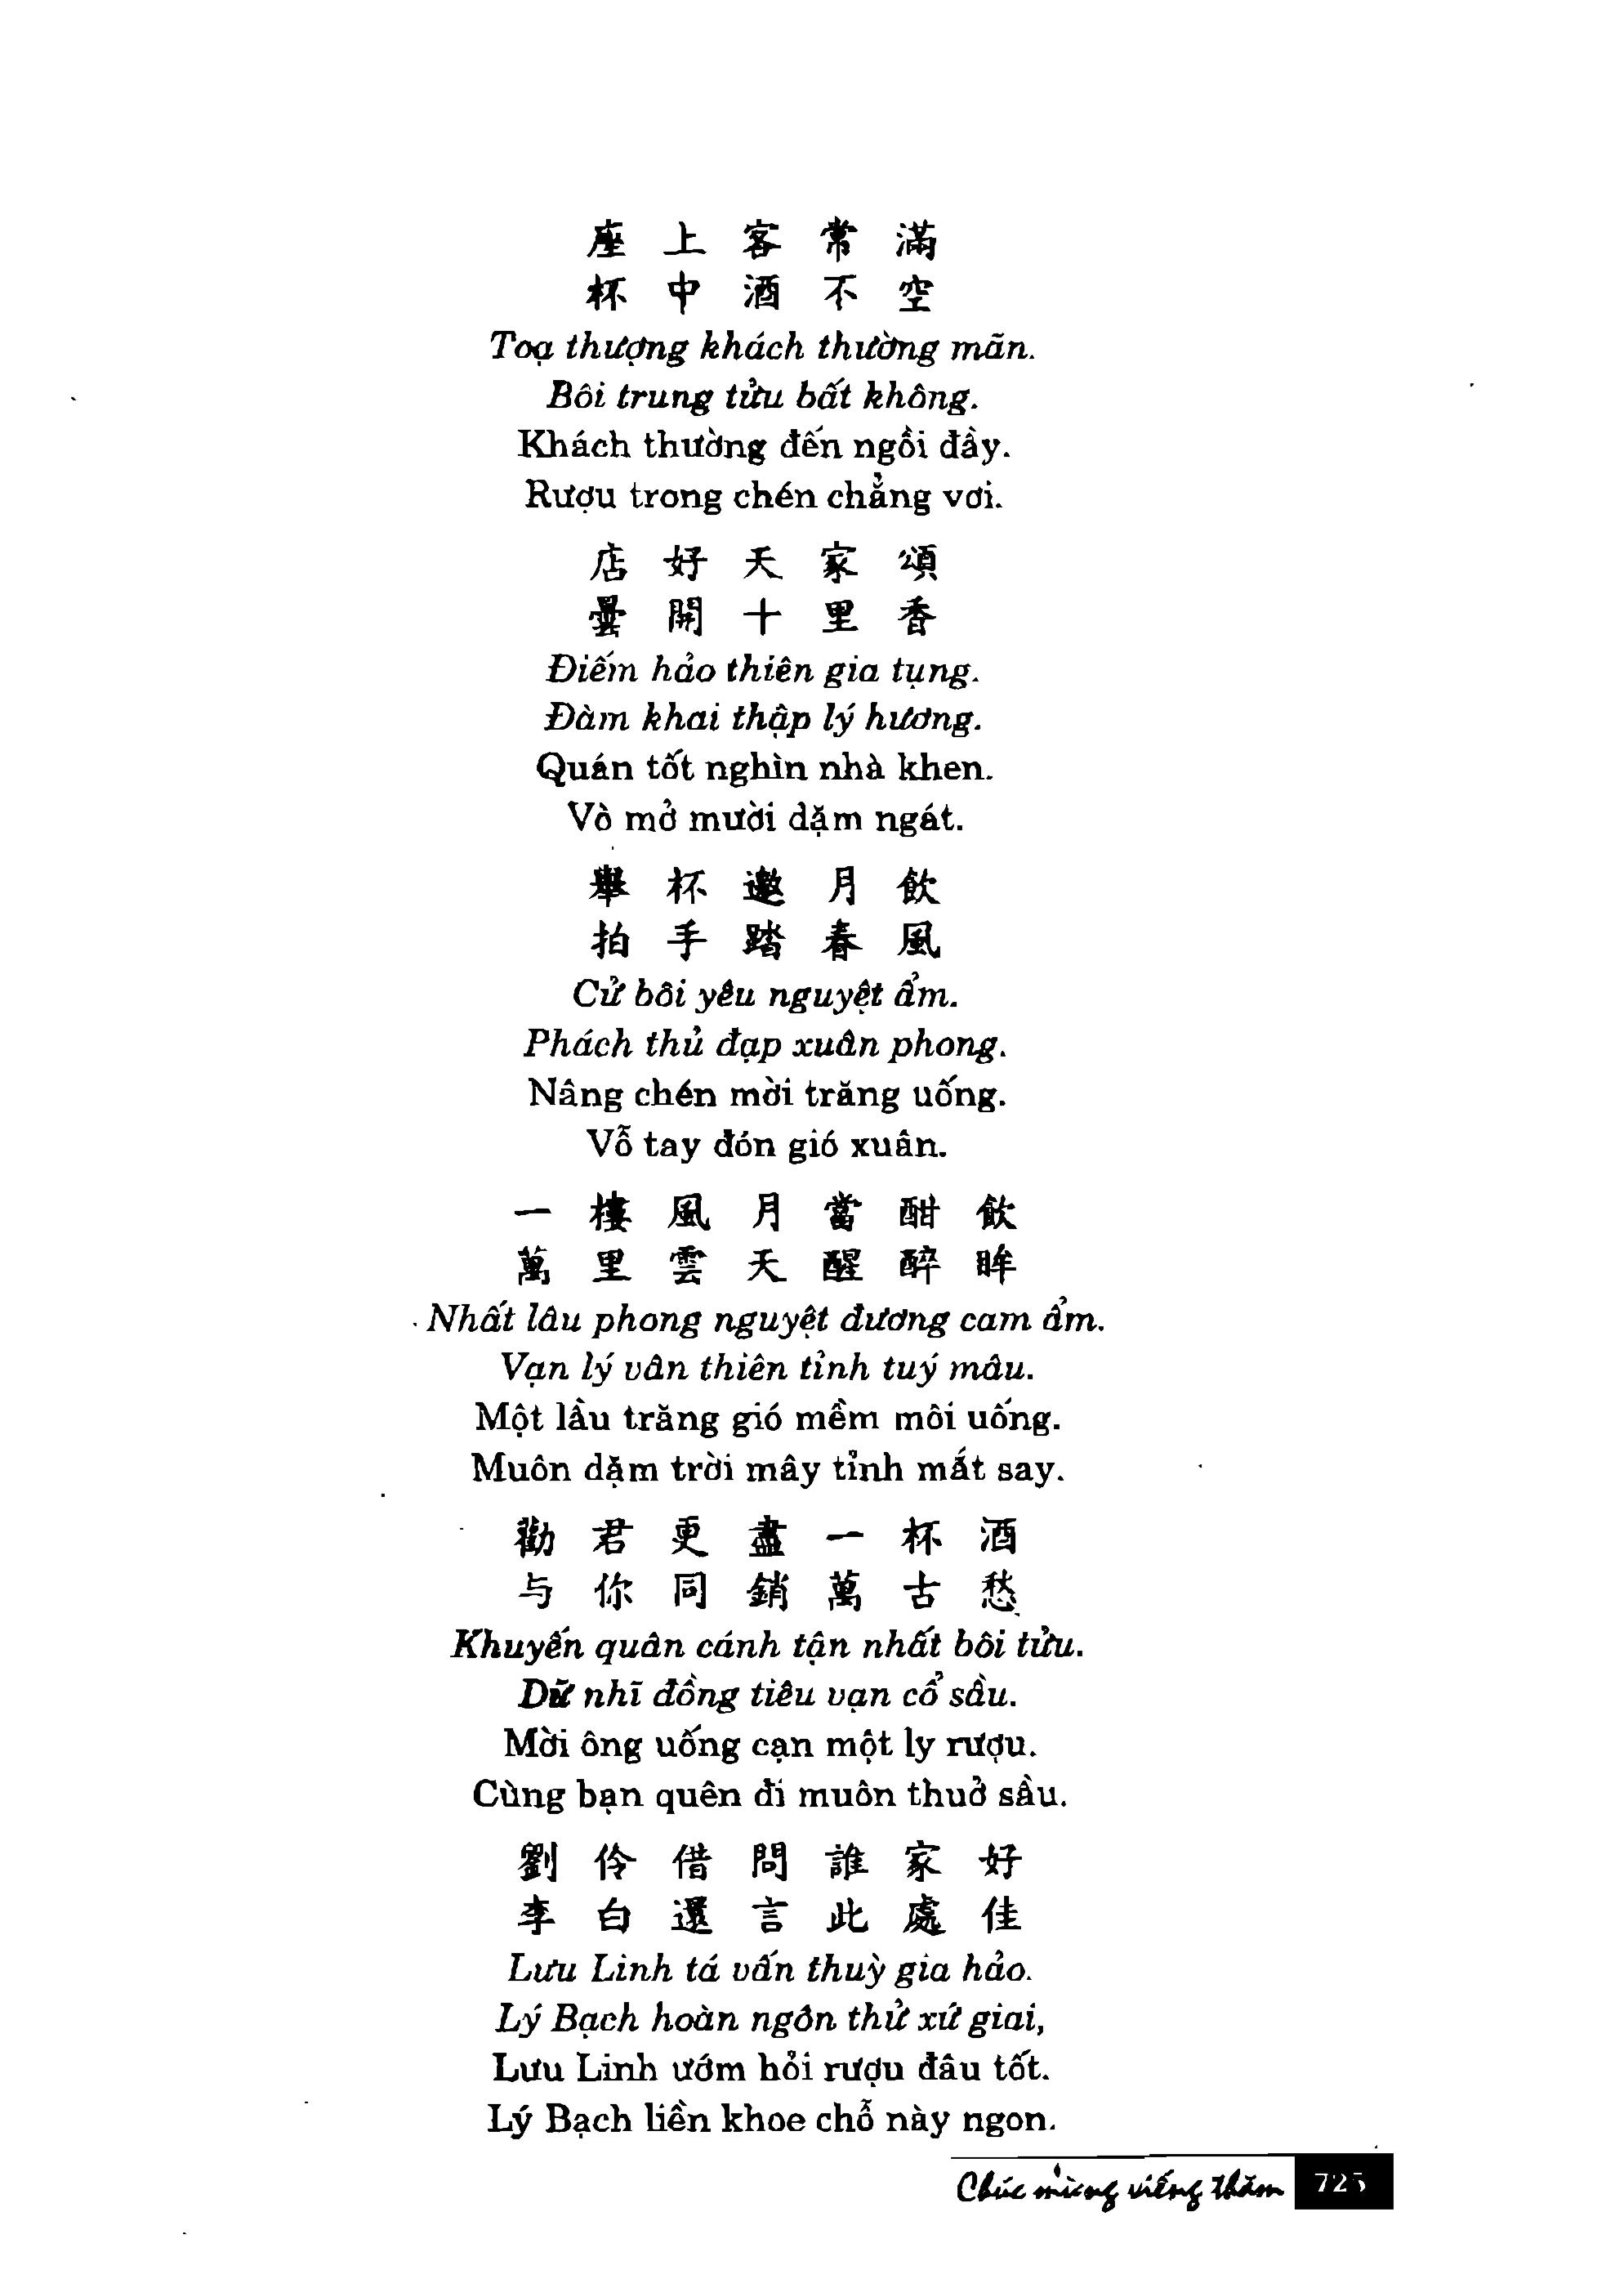 座上客常滿
杯中酒不空
Toạ thượng khách thường mãn.
Bôi trung tửu bất không.
Khách thường đến ngồi đầy.
Rượu trong chén chẳng vơi.
店好天家頌
曇開十里香
Điếm hảo thiên gia tụng.
Đàm khai thập lý hương.
Quán tốt nghìn nhà khen.
Vò mở mười dặm ngát.
舉杯邀月飲
拍手踏春風
Cử bôi yêu nguyệt ẩm.
Phách thủ đạp xuân phong.
Nâng chén mời trăng uống.
Vỗ tay đón gió xuân.
一樓風月當酣飲
萬里雲天醒醉眸
Nhất lâu phong nguyệt đương cam ẩm.
Vạn lý vân thiên tỉnh tuý mâu.
Một lầu trăng gió mềm môi uống.
Muôn dặm trời mây tỉnh mắt say.
勸君更盡一杯酒
与你同銷萬古愁
Khuyến quân cánh tận nhất bôi tửu.
Dữ nhĩ đồng tiêu vạn cổ sầu.
Mời ông uống cạn một ly rượu.
Cùng bạn quên đi muôn thuở sầu.
劉伶借問誰家好
李白還言此處佳
Lưu Linh tá vấn thuỳ gia hảo.
Lý Bạch hoàn ngôn thử xứ giai,
Lưu Linh ướm hỏi rượu đâu tốt.
Lý Bạch liền khoe chỗ này ngon.
Chúc mừng viếng thăm 725